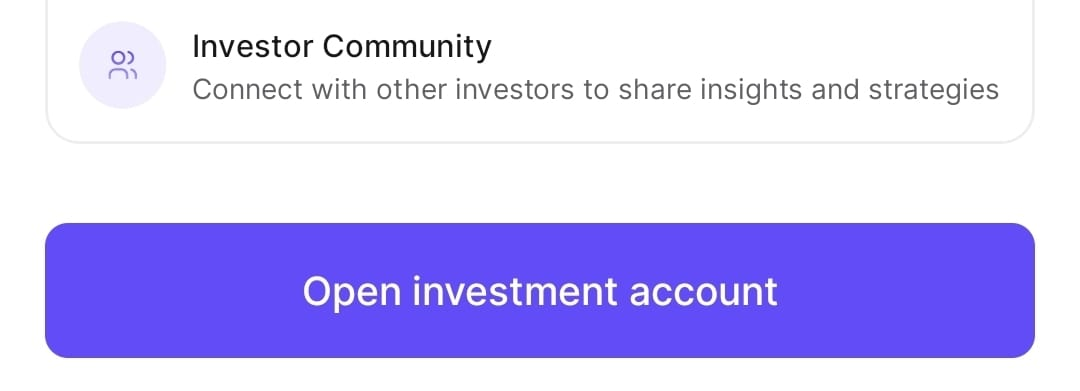 Investor Community
Connect with other investors to share insights and strategies
Open investment account